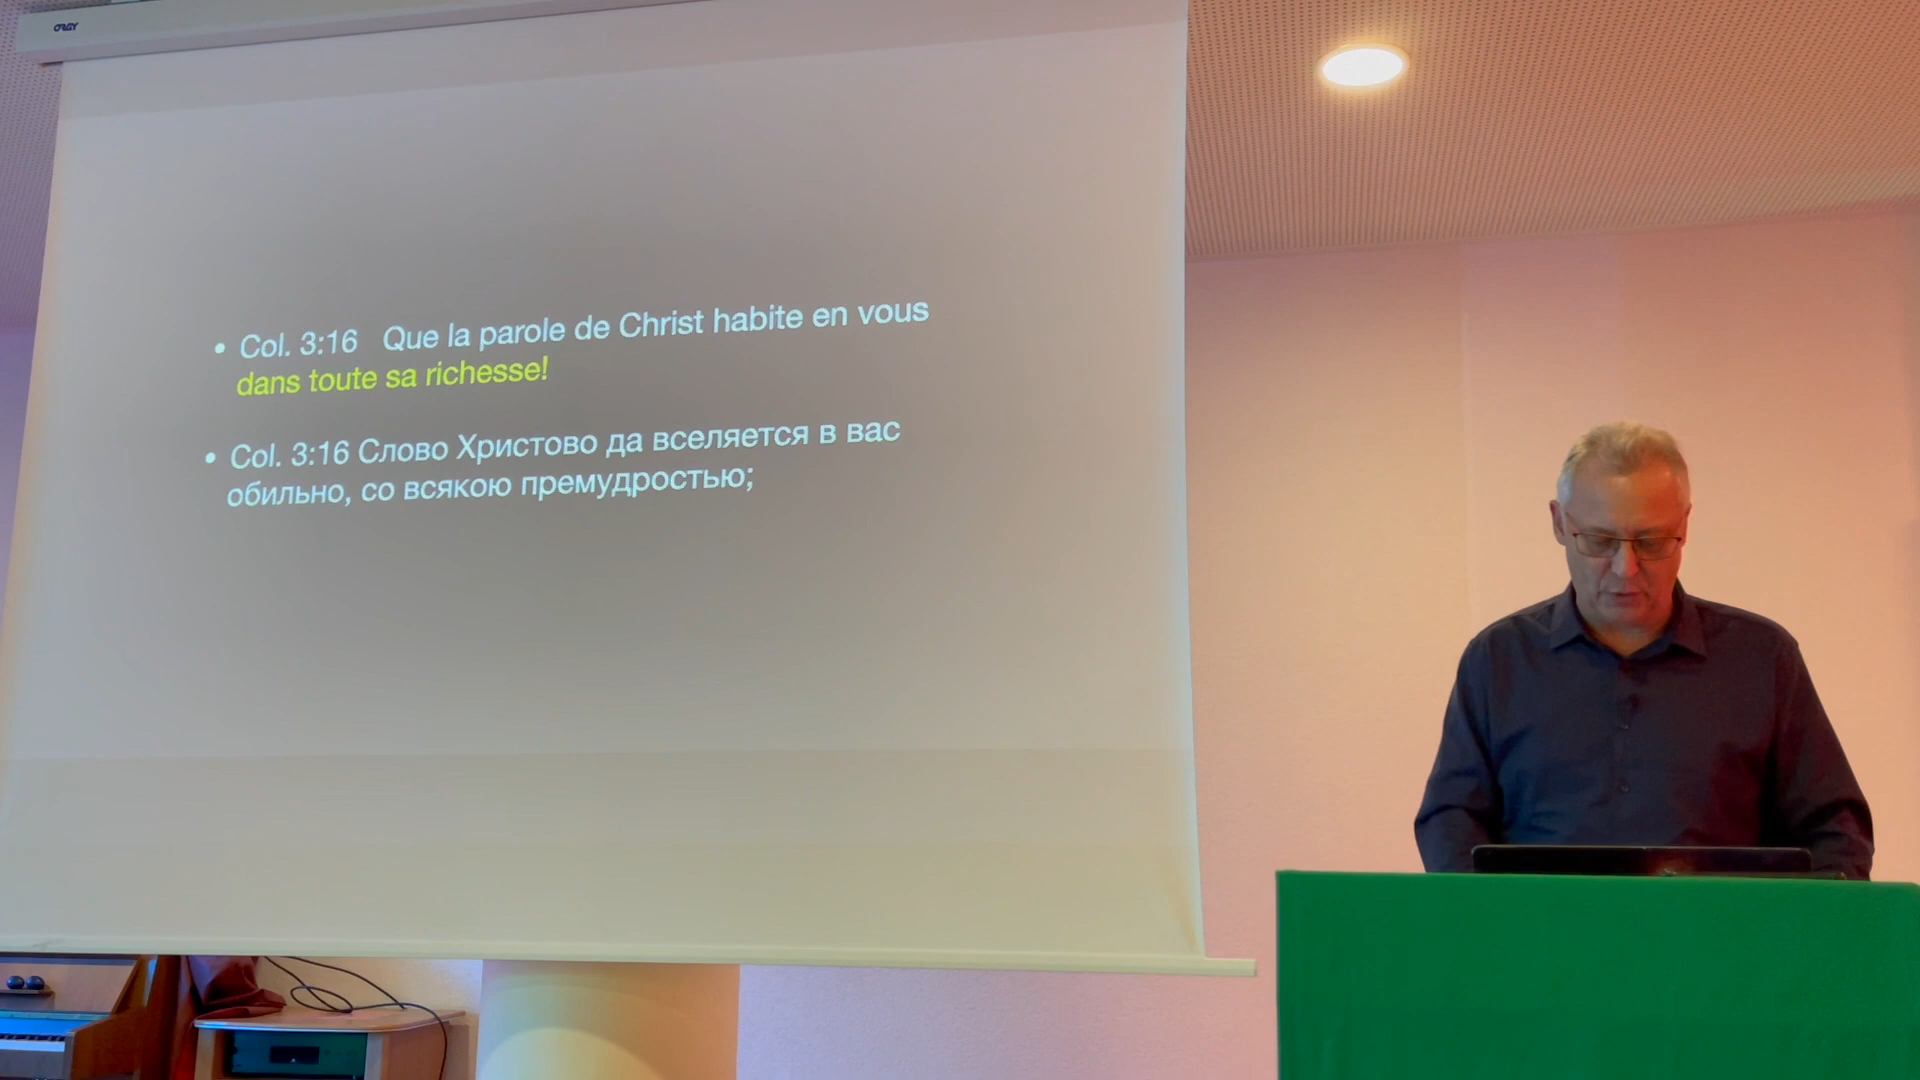 ORAY
• Col. 3:16 Que la parole de Christ habite en vous
dans toute sa richesse!
• Col. 3:16 Слово Христово да вселяется в вас
обильно, со всякою премудростью;